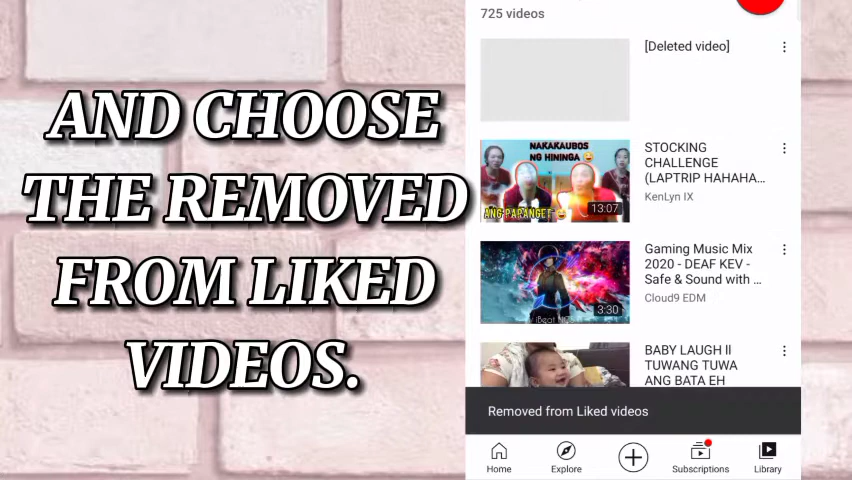 AND CHOOSE
THE REMOVED
FROM LIKED
VIDEOS.
725 videos
[Deleted video]
NAKAKAUBOS
NG HININGA
ANG PAPANGET
13:07
STOCKING
CHALLENGE
(LAPTRIP HAHAHA...
KenLyn IX
3:30
Gaming Music Mix
2020 - DEAF KEV -
Safe & Sound with ...
Cloud9 EDM
BABY LAUGH ll
TUWANG TUWA
ANG BATA EH
Removed from Liked videos
Home
Explore
Subscriptions
Library